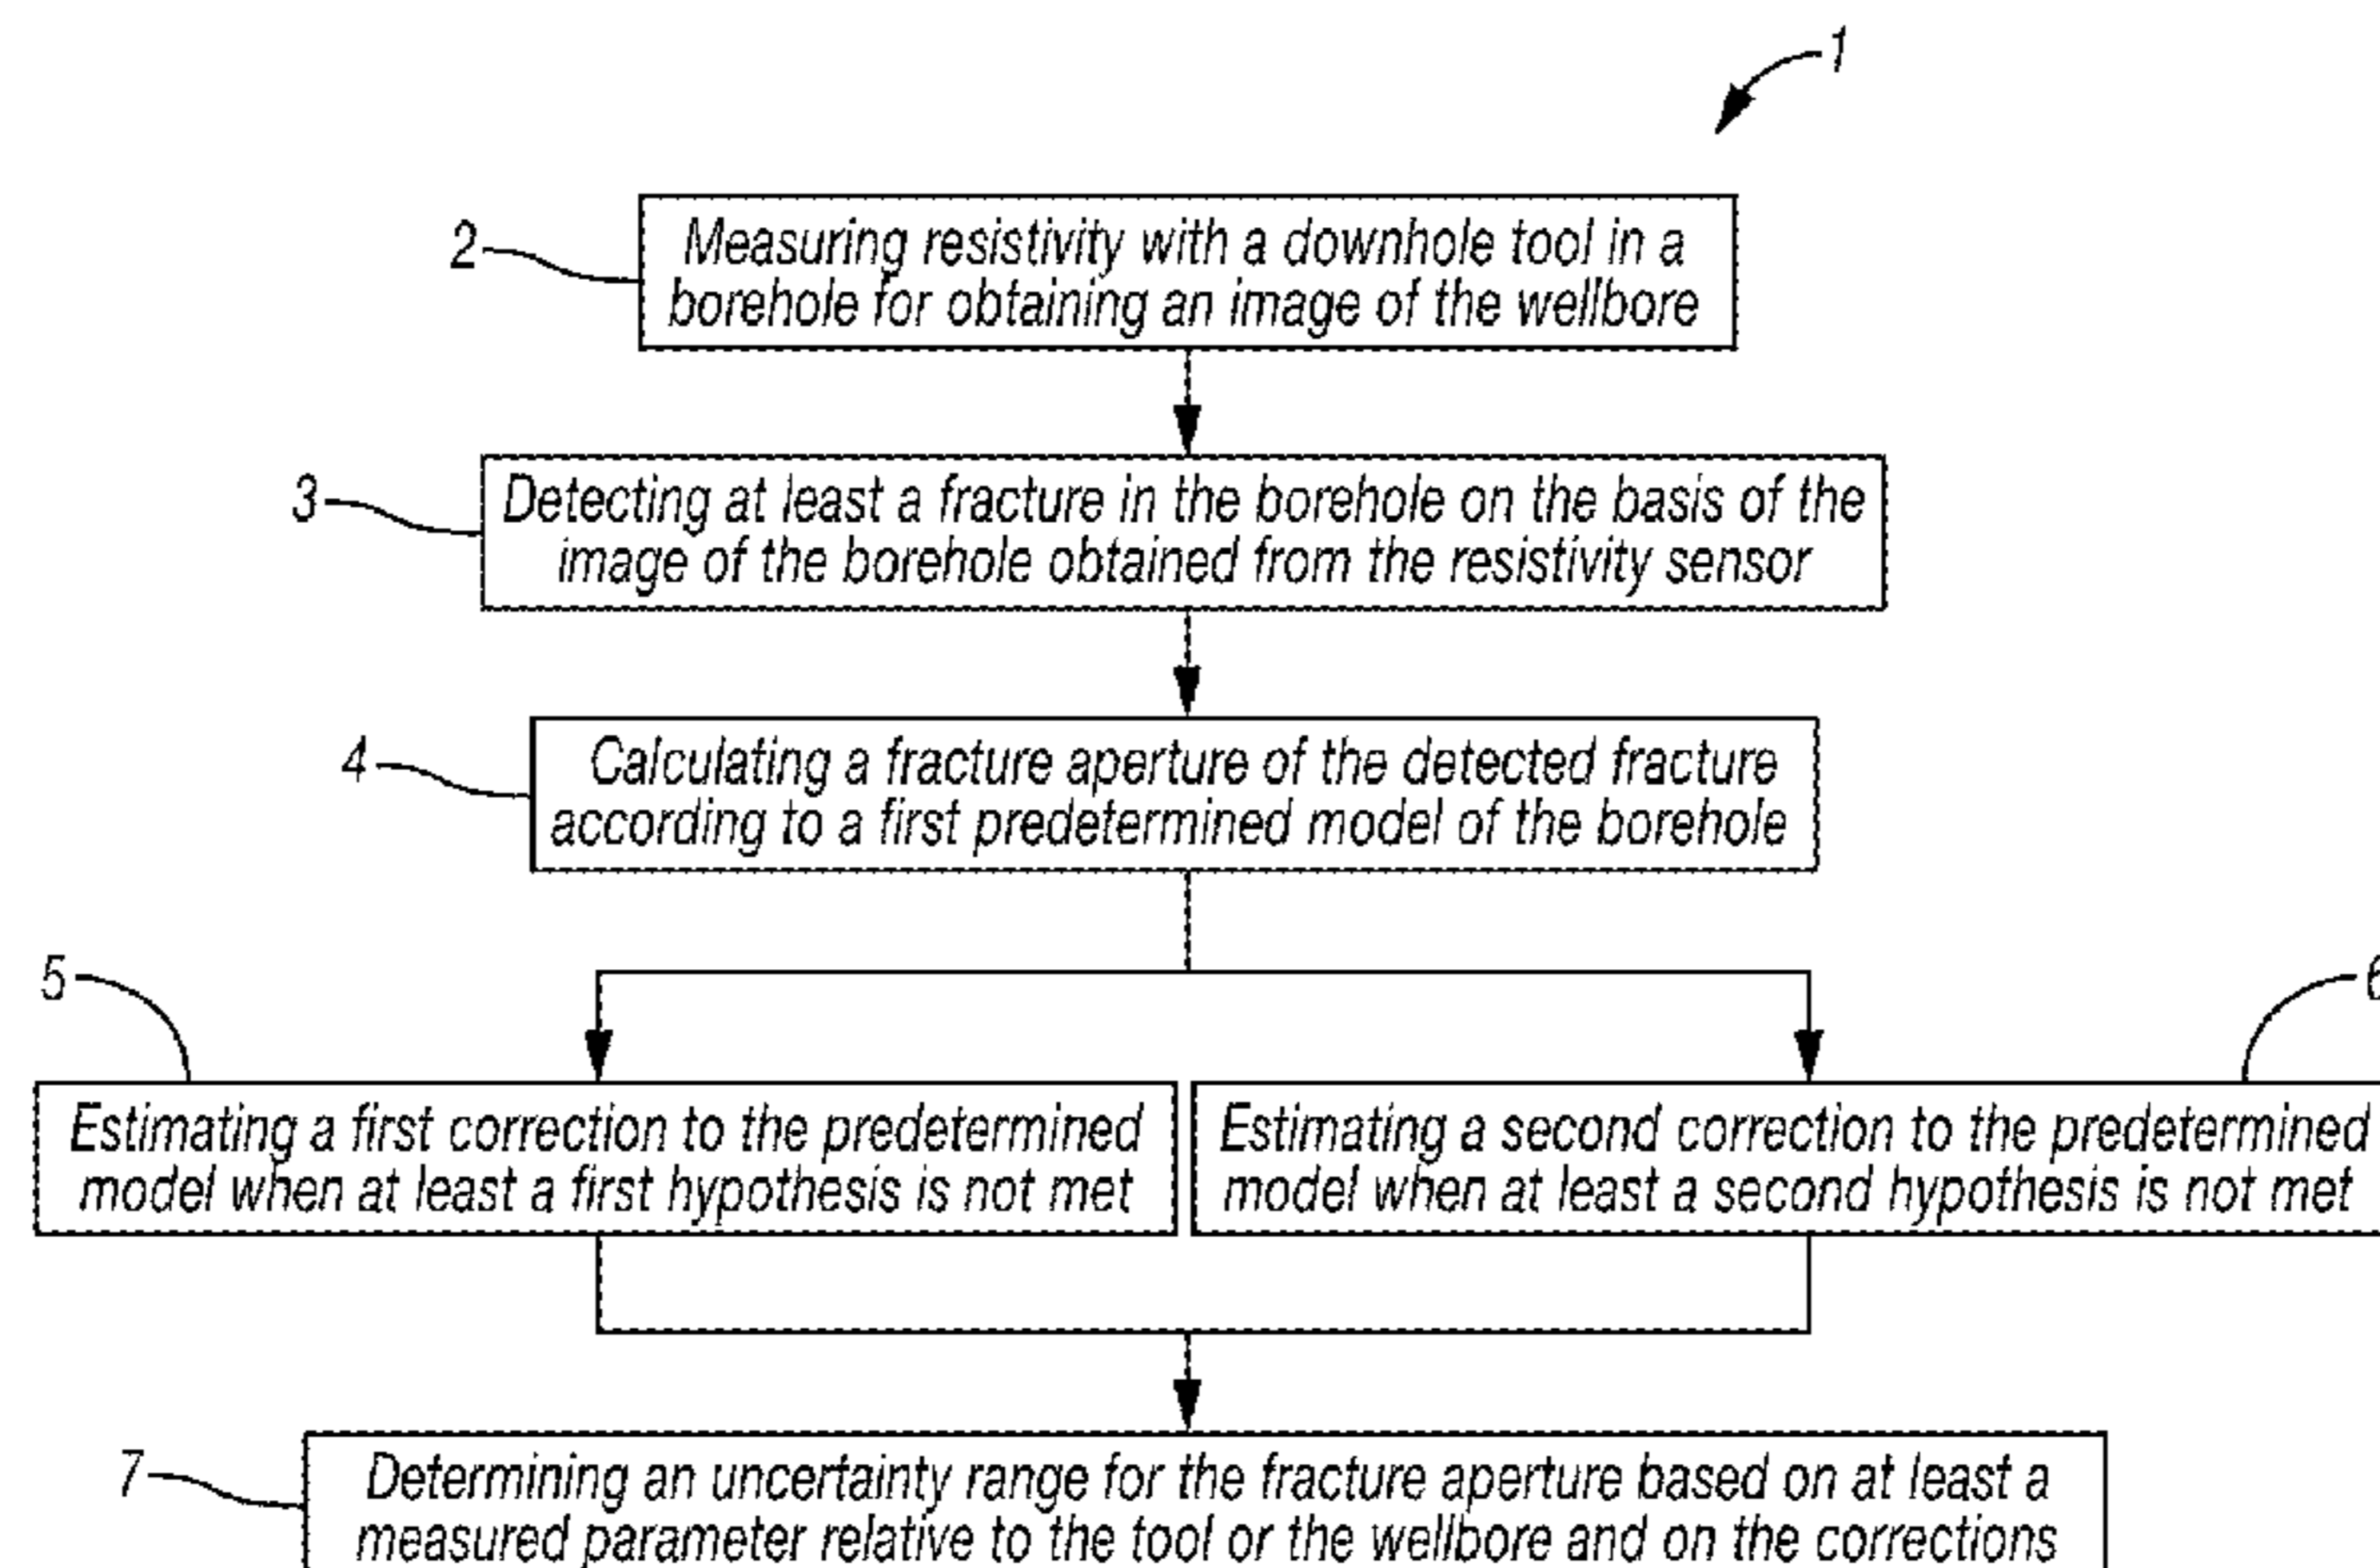 1
2
Measuring resistivity with a downhole tool in a
borehole for obtaining an image of the wellbore
3
Detecting at least a fracture in the borehole on the basis of the
image of the borehole obtained from the resistivity sensor
4
Calculating a fracture aperture of the detected fracture
according to a first predetermined model of the borehole
5
Estimating a first correction to the predetermined
model when at least a first hypothesis is not met
6
Estimating a second correction to the predetermined
model when at least a second hypothesis is not met
7
Determining an uncertainty range for the fracture aperture based on at least a
measured parameter relative to the tool or the wellbore and on the corrections